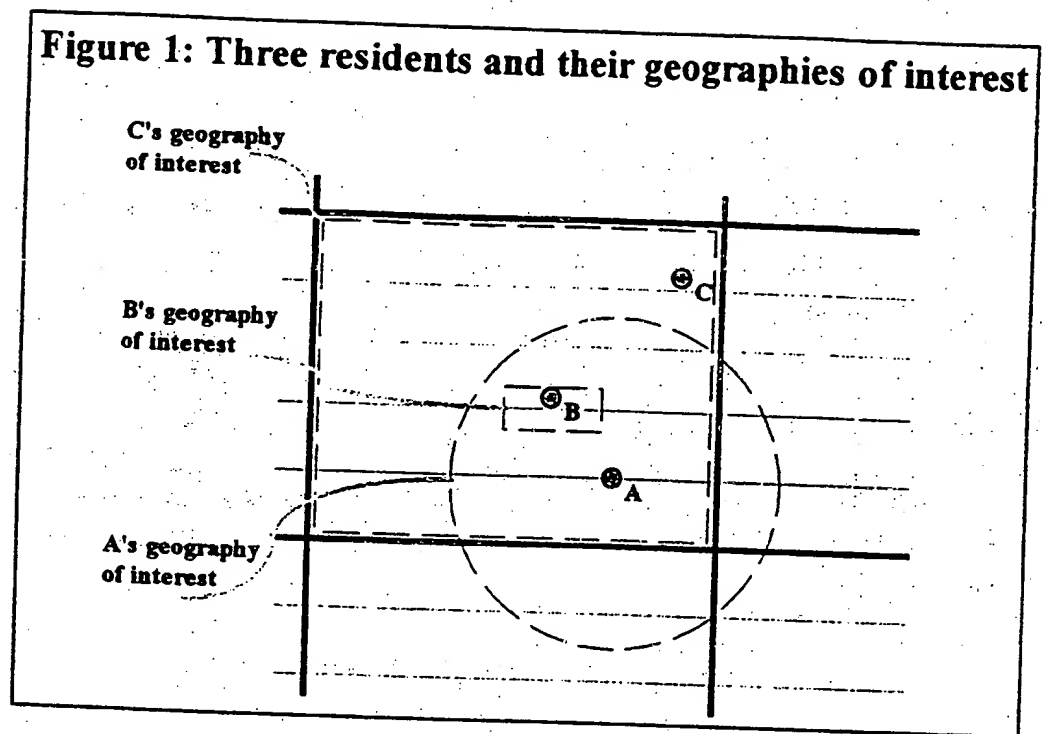 Figure 1: Three residents and their geographies of interest
C's geography
of interest
C
B's geography
of interest
B
A
A's geography
of interest